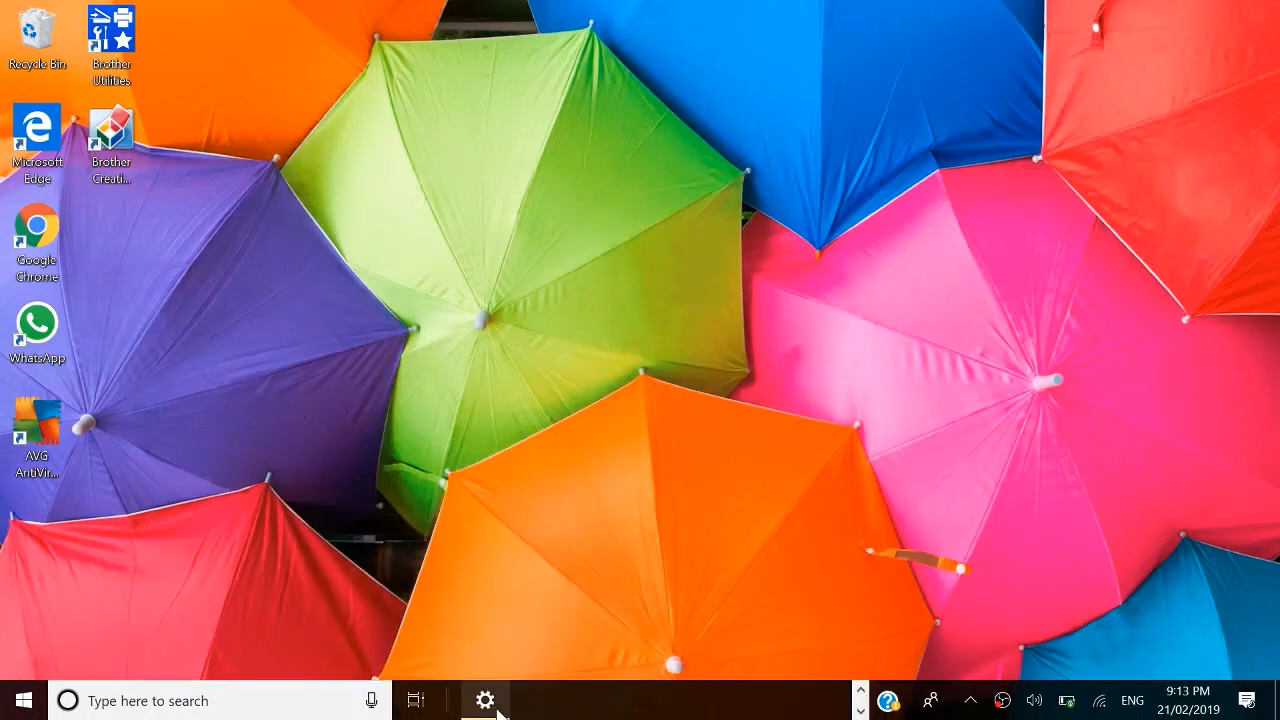 Recycle Bin
Brother
Utilities
Microsoft
Edge
Brother
Creati...
Google
Chrome
WhatsApp
AVG
AntiVir...
Type here to search
ENG
9:13 PM
21/02/2019